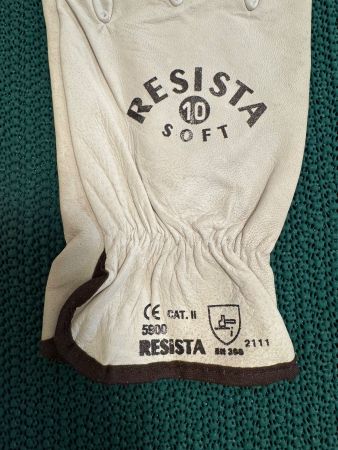 RESISTA
10
SOFT
CE CAT. II
5900
RESISTA
EN 388
2111